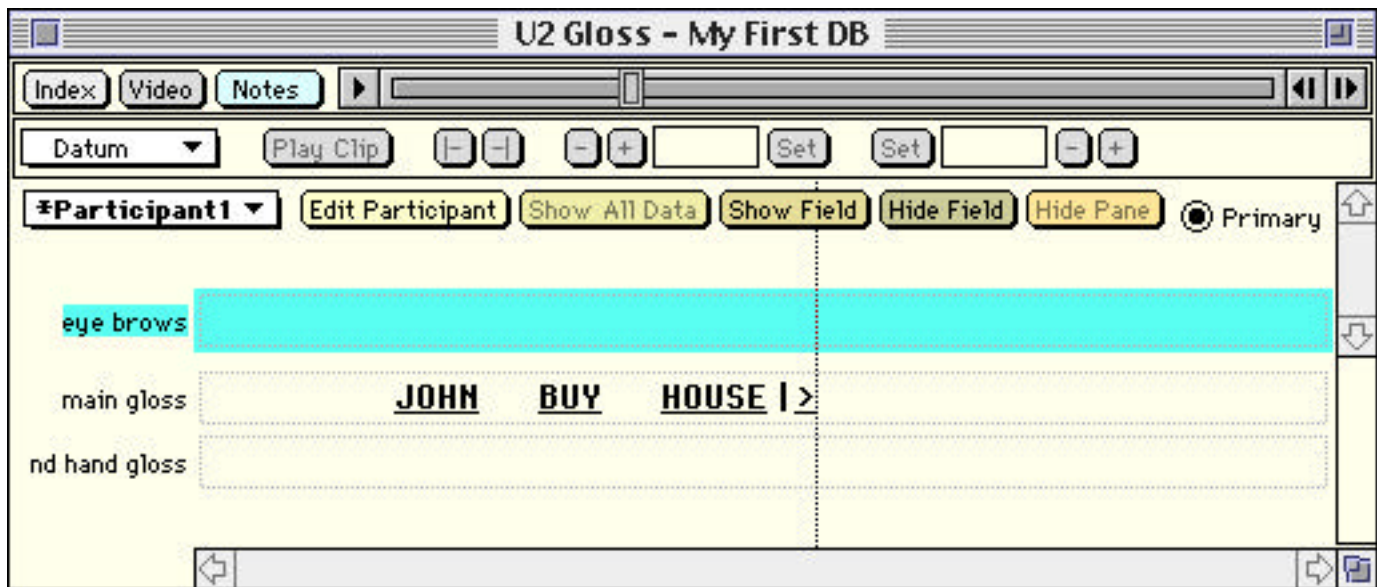 U2 Gloss - My First DB
Index Video Notes
Datum Play Clip |- -| - + Set Set - +
*Participant1 Edit Participant Show All Data Show Field Hide Field Hide Pane Primary
eye brows
main gloss JOHN BUY HOUSE |>
nd hand gloss